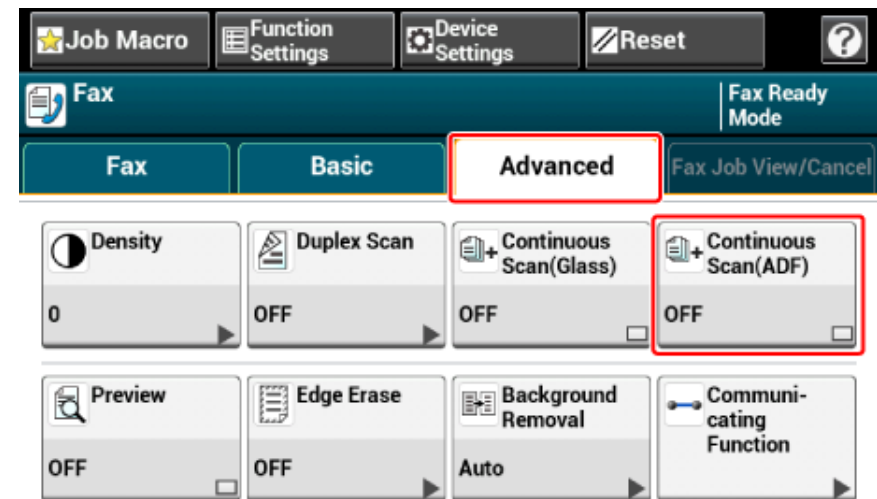 Job Macro
Function
Settings
Device
Settings
Reset
?
Fax
Fax Ready
Mode
Fax
Basic
Advanced
Fax Job View/Cancel
Density
0
Duplex Scan
OFF
Continuous
Scan(Glass)
OFF
Continuous
Scan(ADF)
OFF
Preview
OFF
Edge Erase
OFF
Background
Removal
Auto
Communi-
cating
Function